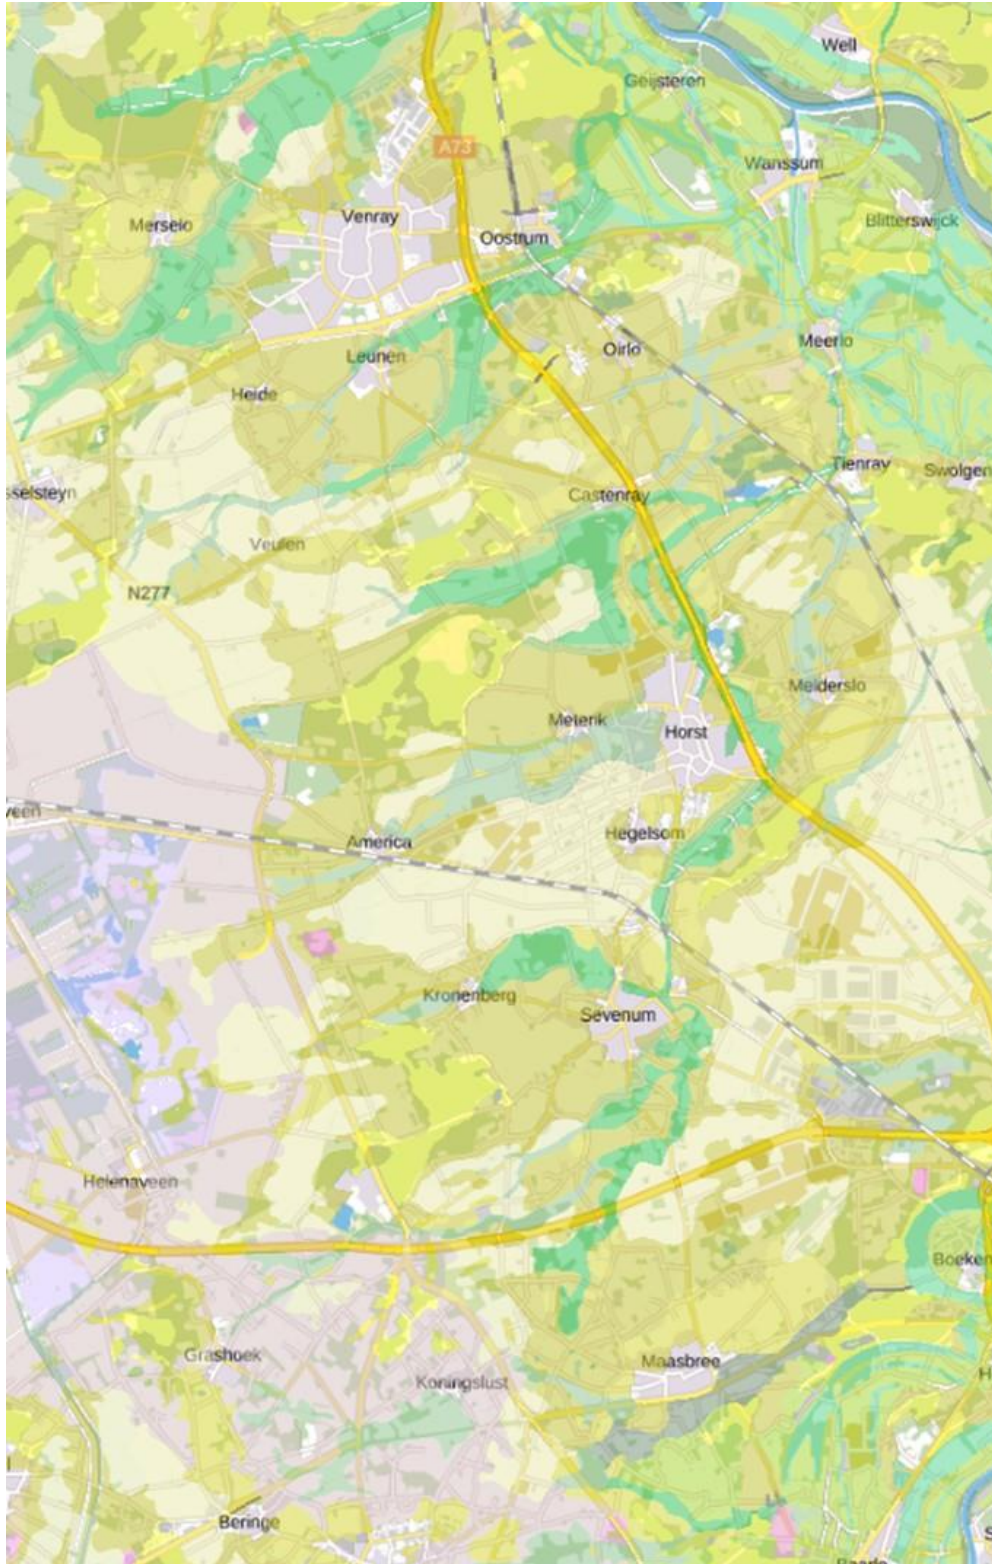 Well
Geijsteren
A73
Wanssum
Merselo
Venray
Blitterswijck
Oostrum
Meerlo
Oirlo
Leunen
Heide
Tienray
Swolgen
sselsteyn
Castenray
Veulen
N277
Melderslo
Meterik
Horst
veen
Hegelsom
America
Kronenberg
Sevenum
Helenaveen
Boeken
Grashoek
Maasbree
H
Koningslust
Beringe
S